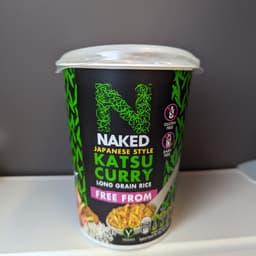 N
NAKED
JAPANESE STYLE
KATSU
CURRY
LONG GRAIN RICE
FREE FROM